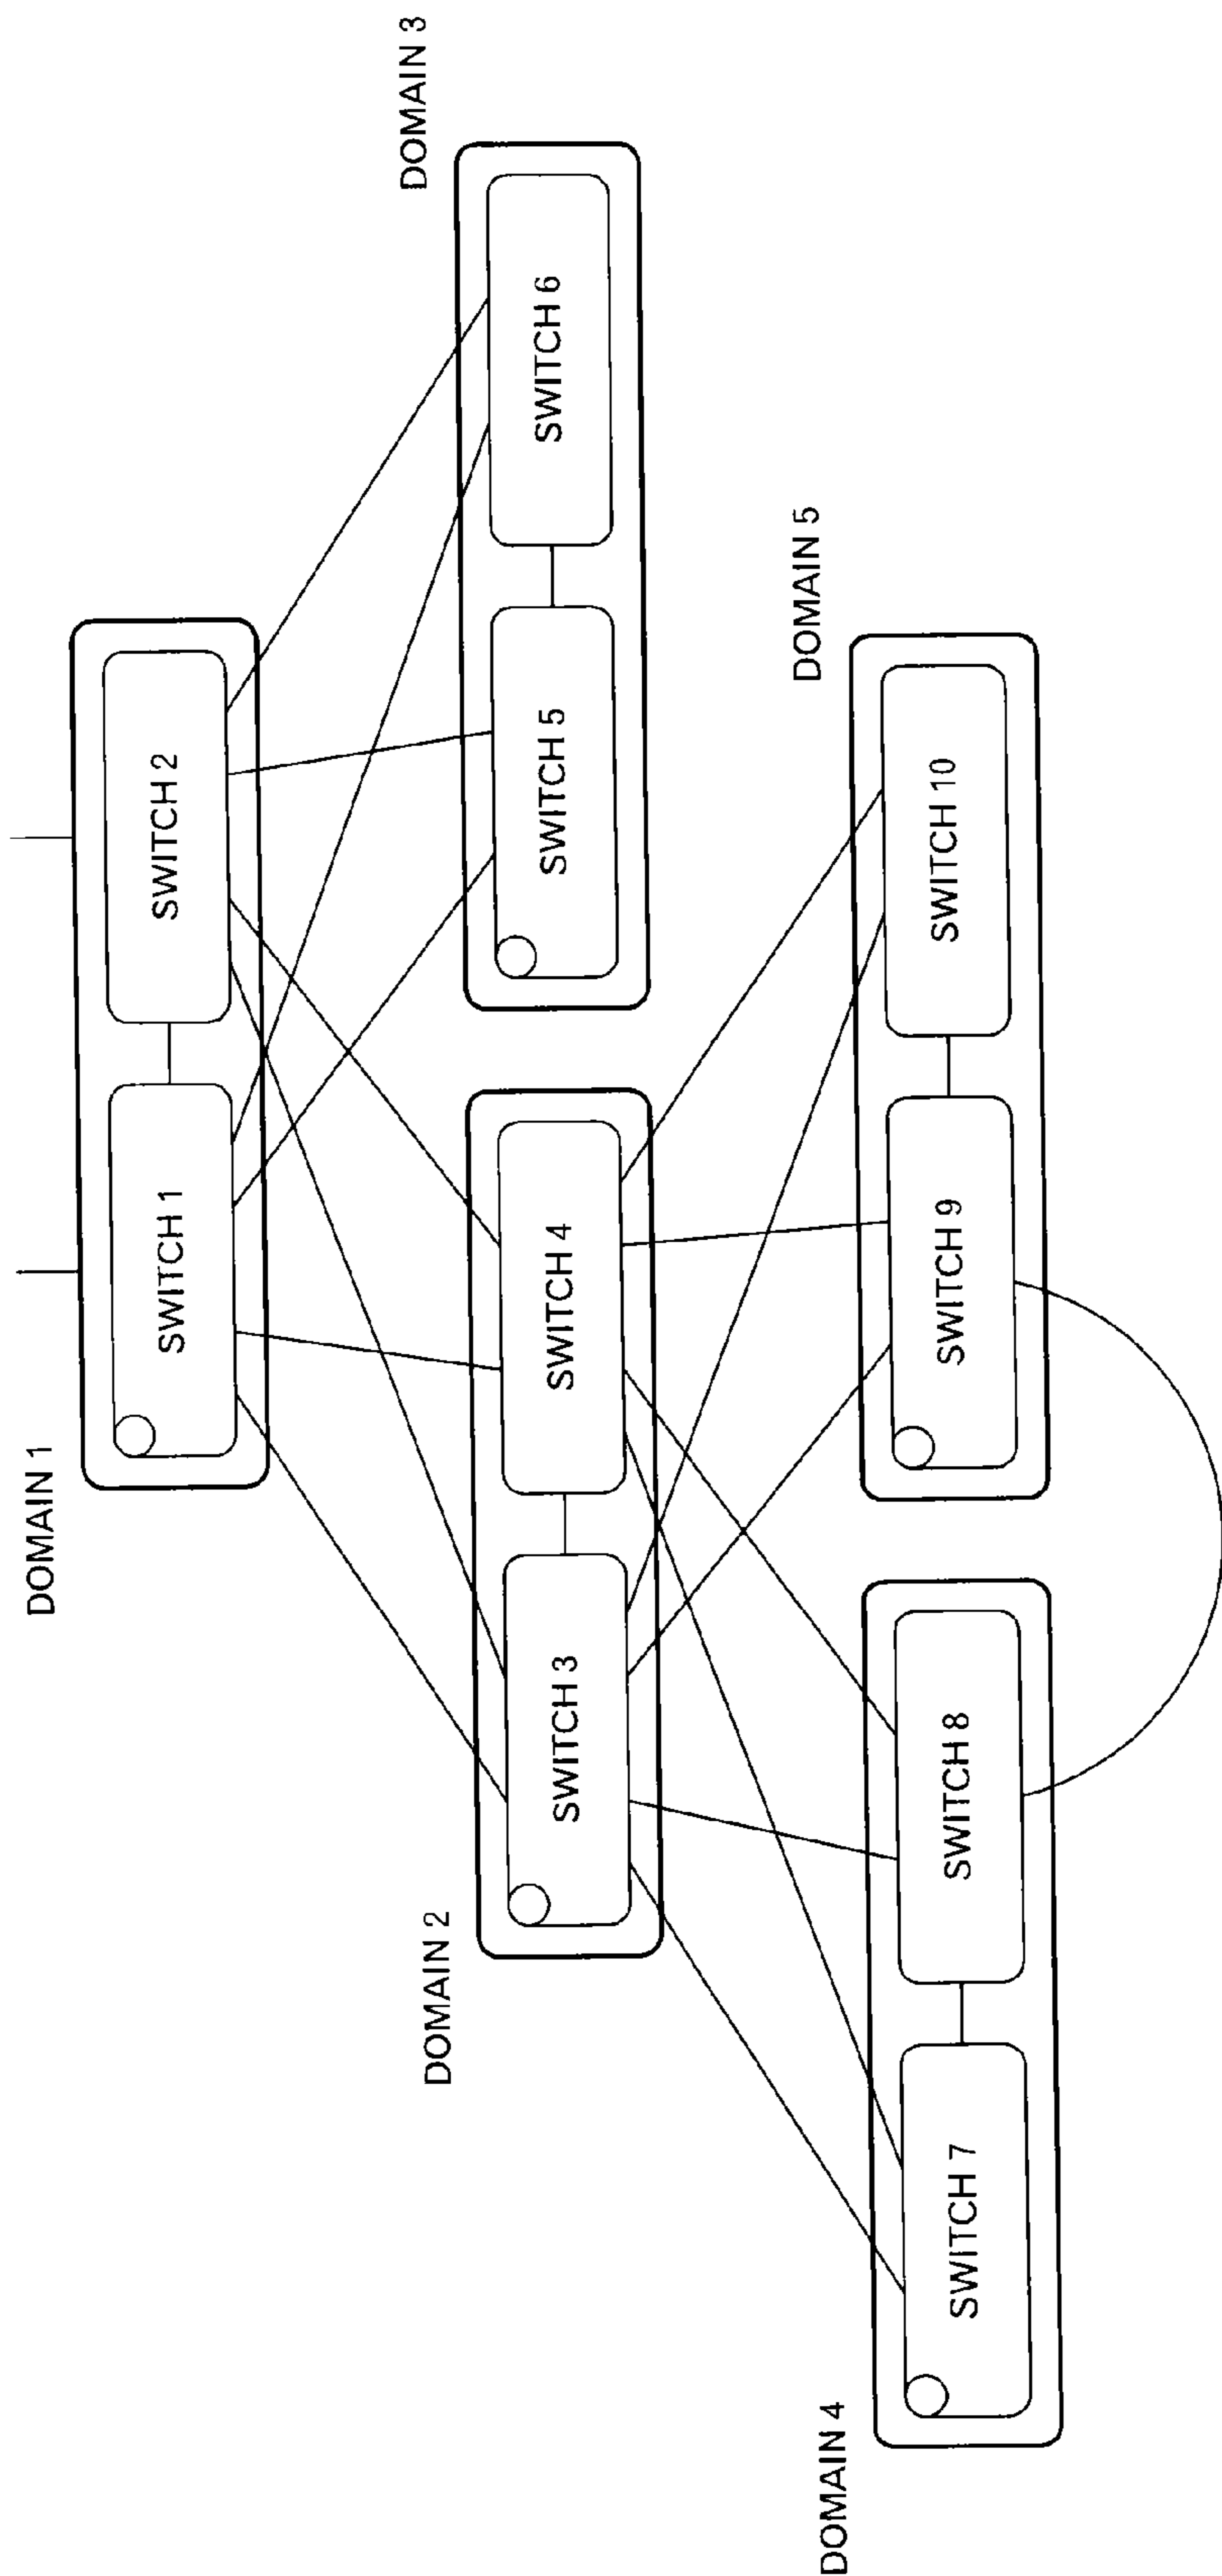 DOMAIN 1
SWITCH 1
SWITCH 2
DOMAIN 2
SWITCH 3
SWITCH 4
DOMAIN 3
SWITCH 5
SWITCH 6
DOMAIN 4
SWITCH 7
SWITCH 8
DOMAIN 5
SWITCH 9
SWITCH 10